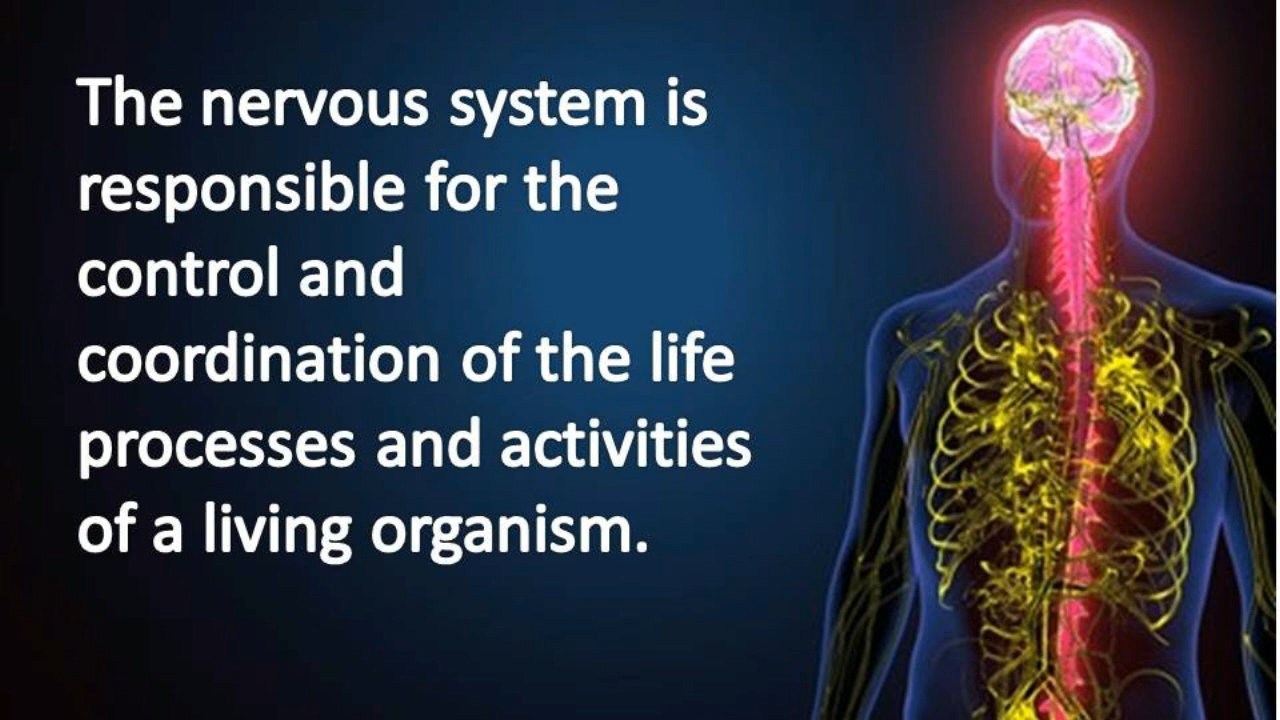 The nervous system is
responsible for the
control and
coordination of the life
processes and activities
of a living organism.